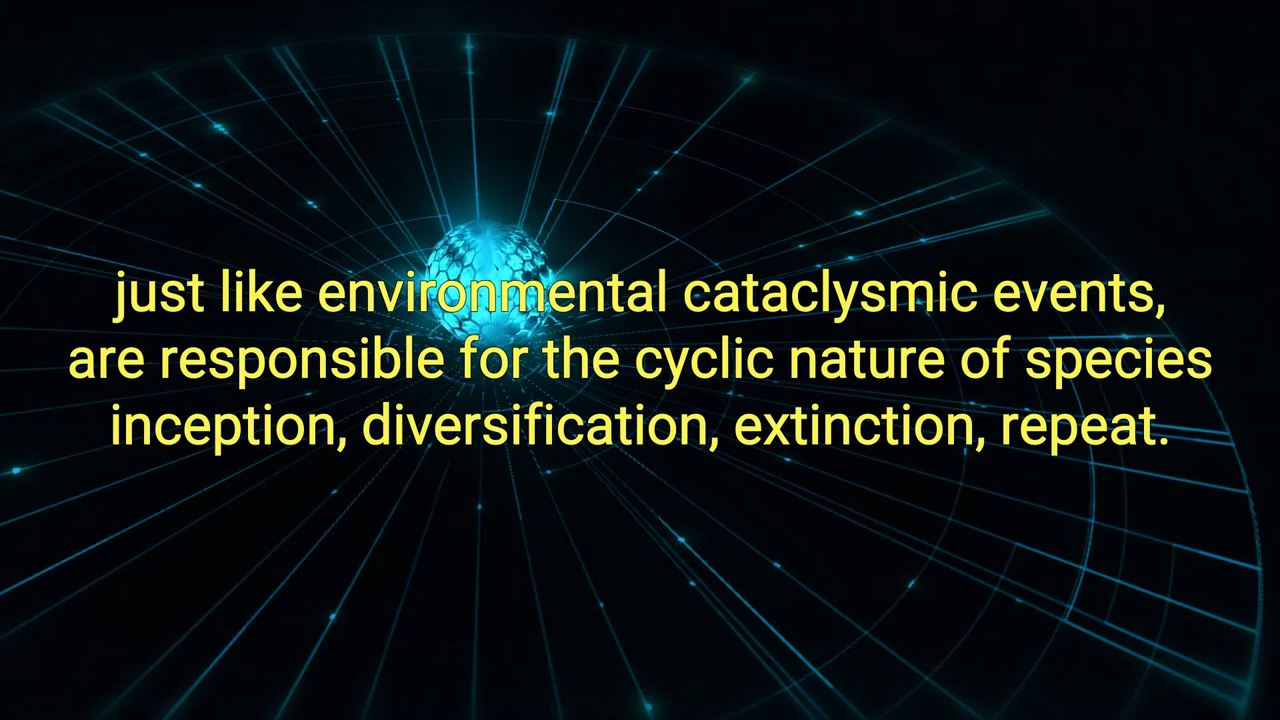 just like environmental cataclysmic events,
are responsible for the cyclic nature of species
inception, diversification, extinction, repeat.